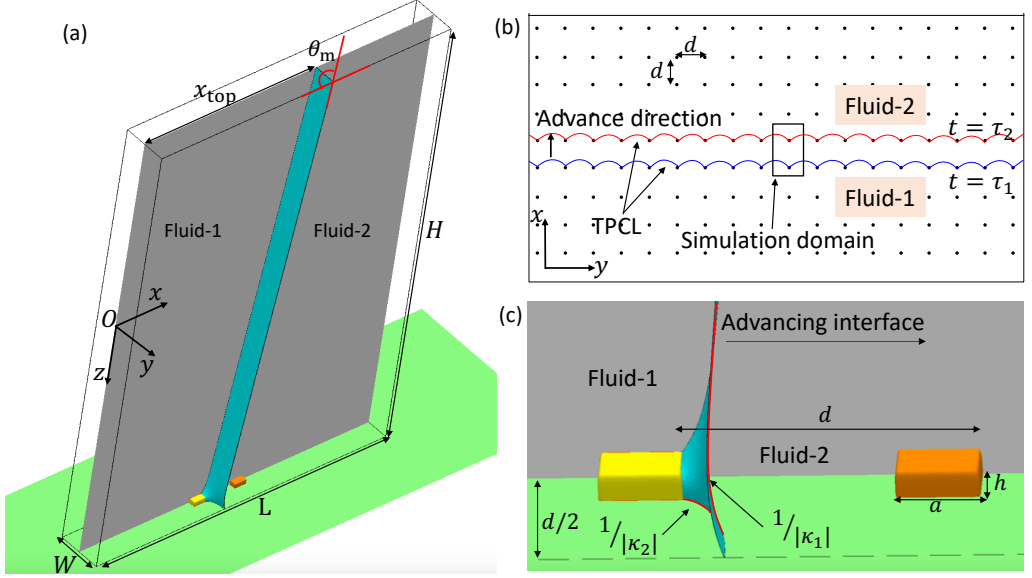 (a)
θm
xtop
Fluid-1
Fluid-2
H
O
x
y
z
L
W
(b)
d
d
Fluid-2
Advance direction
t = τ2
t = τ1
Fluid-1
TPCL
Simulation domain
x
y
(c)
Advancing interface
Fluid-1
d
Fluid-2
h
a
d/2
1/|κ2|
1/|κ1|